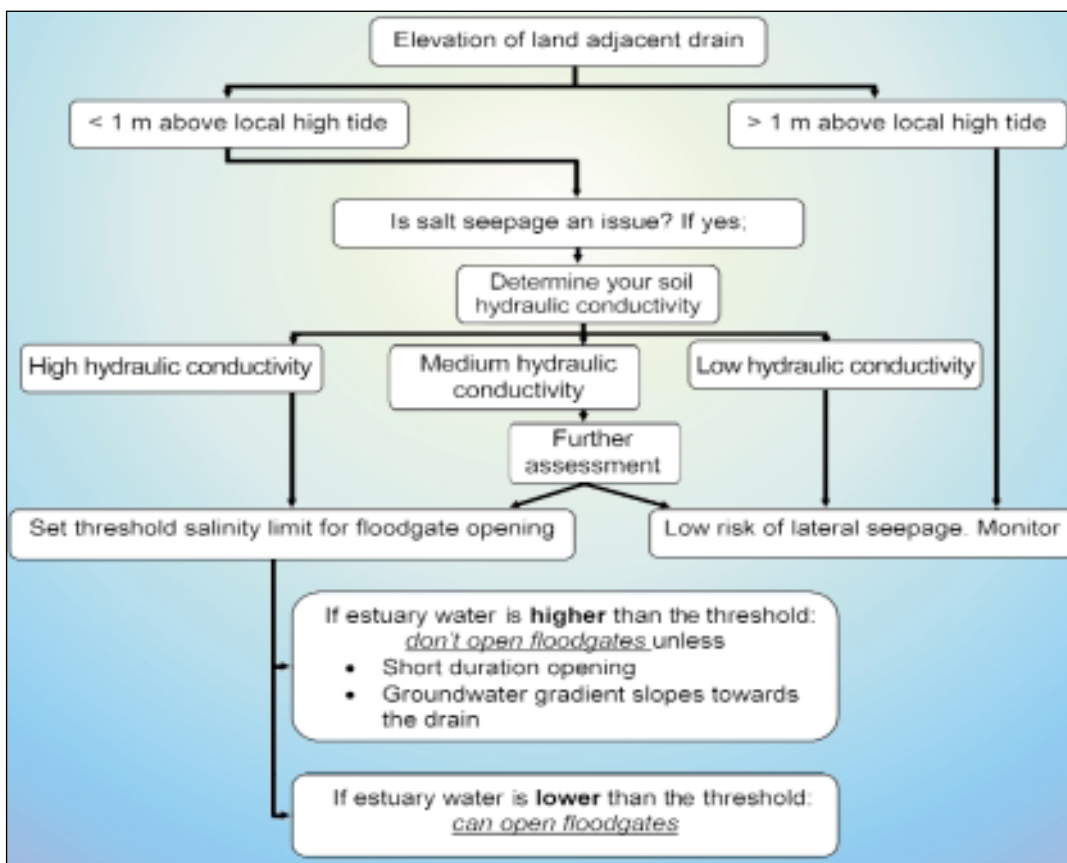 Elevation of land adjacent drain
< 1 m above local high tide
> 1 m above local high tide
Is salt seepage an issue? If yes;
Determine your soil
hydraulic conductivity
High hydraulic conductivity
Medium hydraulic
conductivity
Low hydraulic conductivity
Further
assessment
Set threshold salinity limit for floodgate opening
Low risk of lateral seepage. Monitor
If estuary water is higher than the threshold:
don't open floodgates unless
• Short duration opening
• Groundwater gradient slopes towards
the drain
If estuary water is lower than the threshold:
can open floodgates